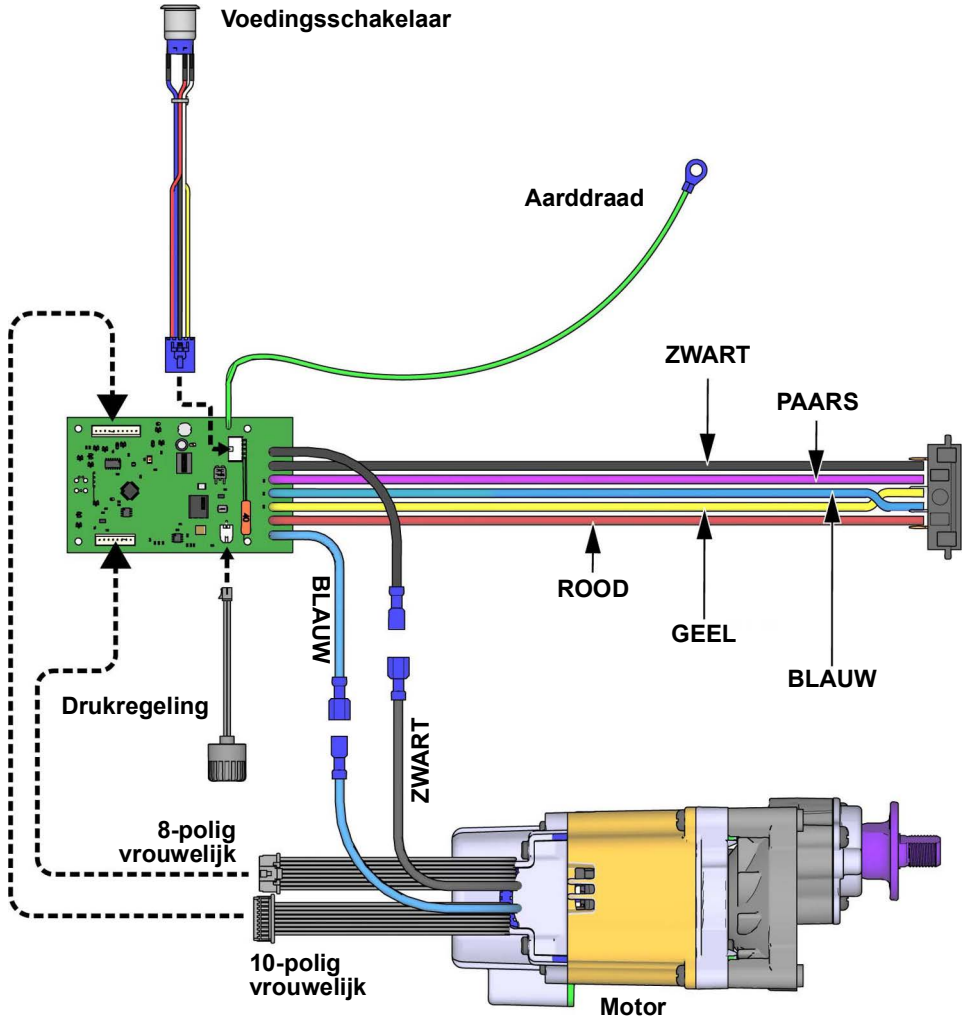 Voedingsschakelaar
Aarddraad
ZWART
PAARS
ROOD
GEEL
BLAUW
BLAUW
ZWART
Drukregeling
8-polig
vrouwelijk
10-polig
vrouwelijk
Motor